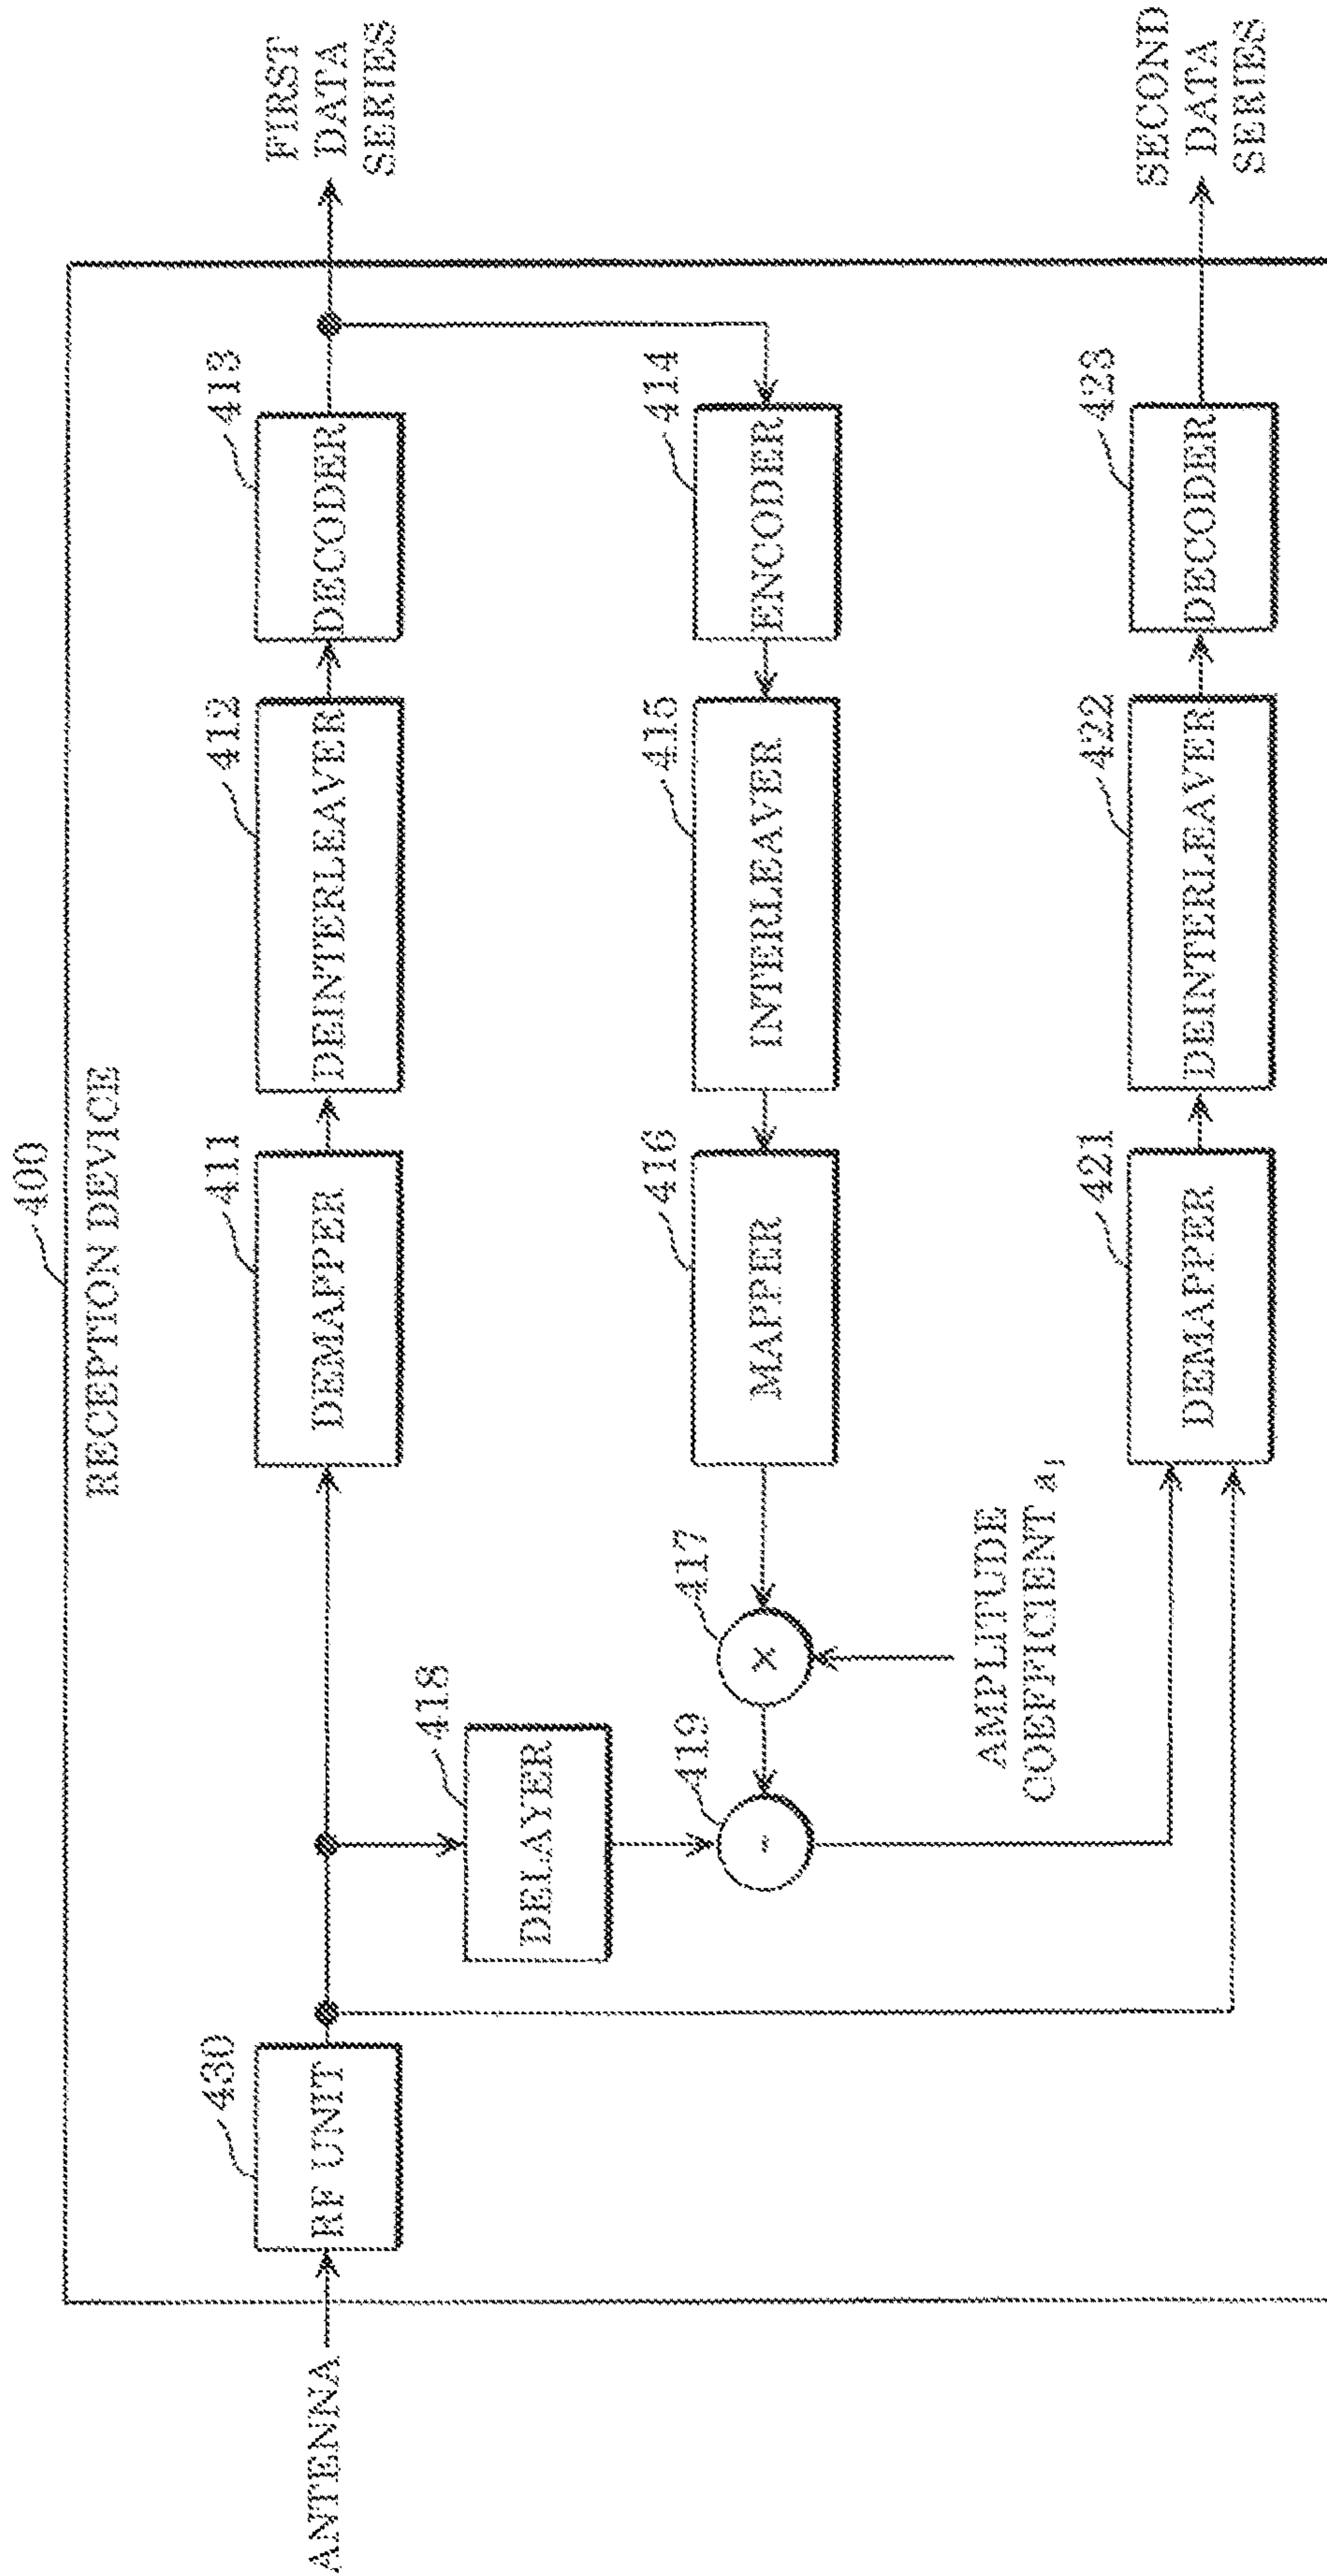 400
RECEPTION DEVICE
ANTENNA
430
RF UNIT
411
DEMAPPER
412
DEINTERLEAVER
413
DECODER
FIRST
DATA
SERIES
418
DELAYER
419
-
417
×
416
MAPPER
415
INTERLEAVER
414
ENCODER
AMPLITUDE
COEFFICIENT a₁
421
DEMAPPER
422
DEINTERLEAVER
423
DECODER
SECOND
DATA
SERIES